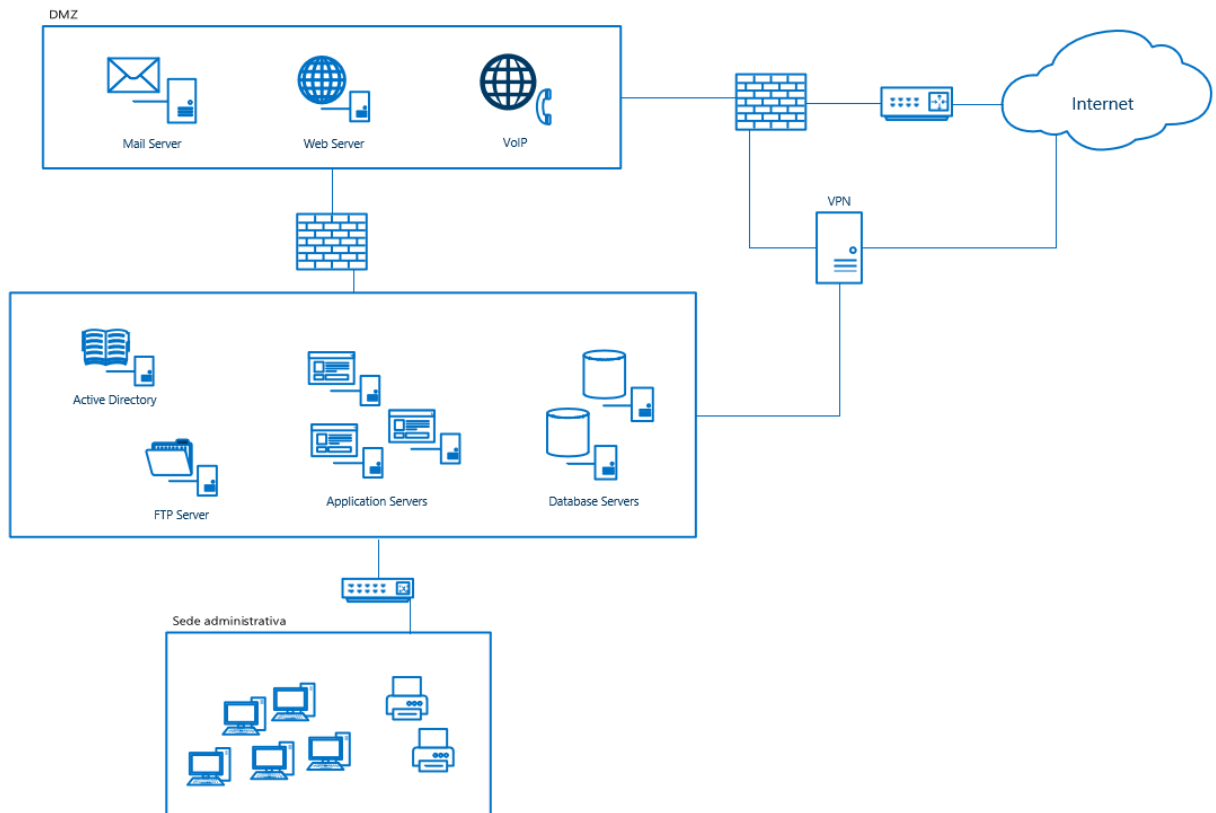 DMZ
Mail Server
Web Server
VoIP
Internet
VPN
Active Directory
FTP Server
Application Servers
Database Servers
Sede administrativa